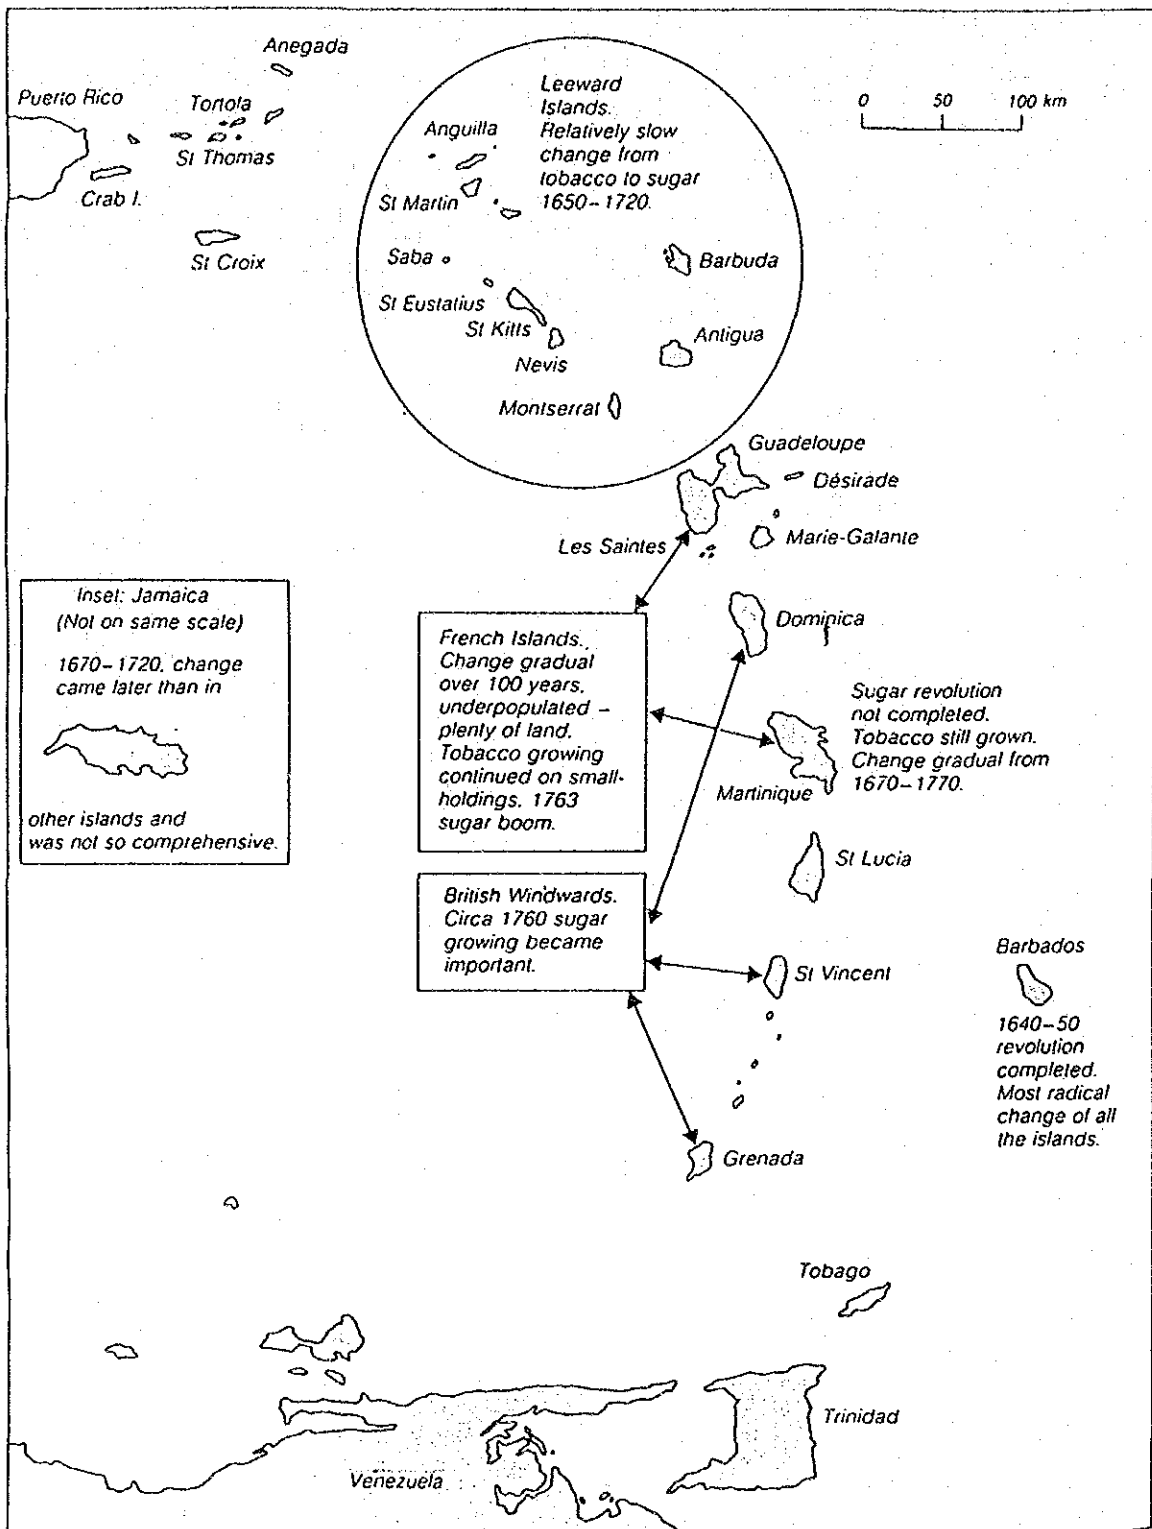 Anegada
Puerto Rico
Tortola
St Thomas
Crab I.
St Croix
Leeward
Islands.
Relatively slow
change from
tobacco to sugar
1650–1720.
0 50 100 km
Anguilla
St Martin
Saba
St Eustatius
St Kitts
Nevis
Barbuda
Antigua
Montserrat
Guadeloupe
Désirade
Les Saintes
Marie-Galante
Inset: Jamaica
(Not on same scale)
1670–1720, change
came later than in
other islands and
was not so comprehensive.
French Islands.
Change gradual
over 100 years,
underpopulated –
plenty of land.
Tobacco growing
continued on small-
holdings. 1763
sugar boom.
Dominica
Sugar revolution
not completed.
Tobacco still grown.
Change gradual from
1670–1770.
Martinique
St Lucia
British Windwards.
Circa 1760 sugar
growing became
important.
St Vincent
Barbados
1640–50
revolution
completed.
Most radical
change of all
the islands.
Grenada
Tobago
Trinidad
Venezuela